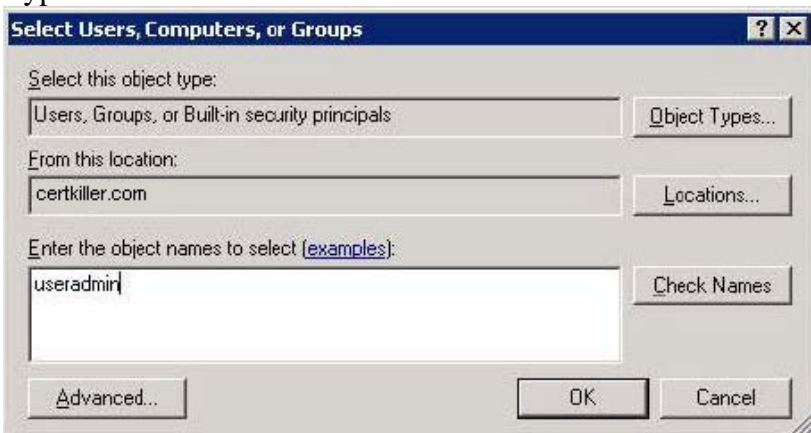 Select Users, Computers, or Groups
Select this object type:
Users, Groups, or Built-in security principals
Object Types...
From this location:
certkiller.com
Locations...
Enter the object names to select (examples):
useradmin
Check Names
Advanced...
OK
Cancel